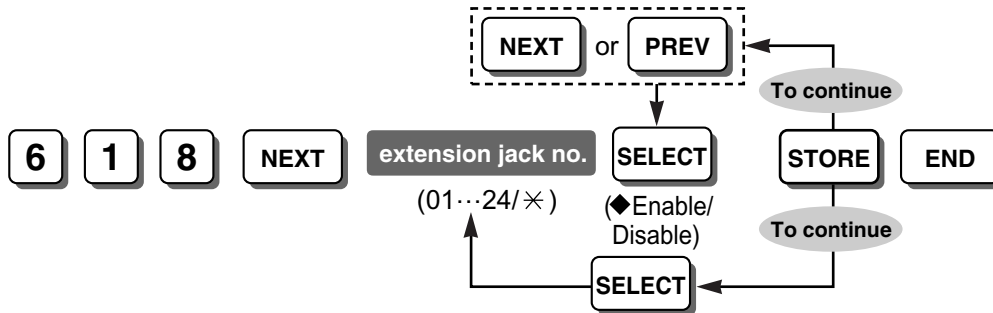 NEXT or PREV
To continue
6 1 8 NEXT extension jack no. SELECT STORE END
(01···24/✳) (◆Enable/
Disable)
To continue
SELECT